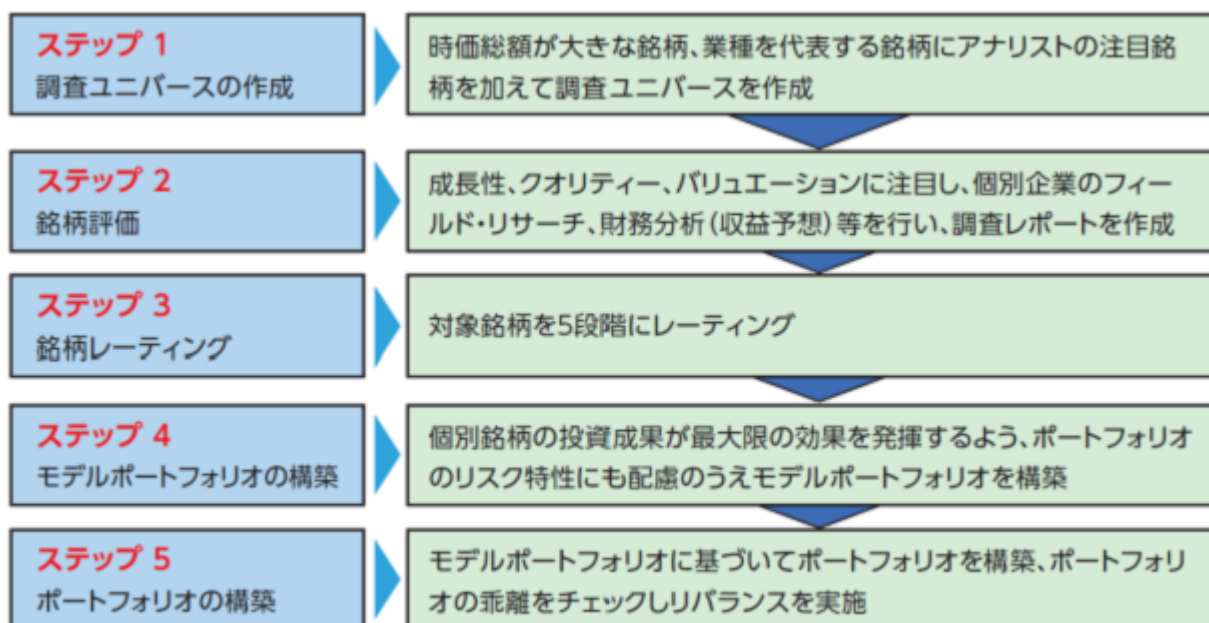 ステップ 1
調査ユニバースの作成
時価総額が大きな銘柄、業種を代表する銘柄にアナリストの注目銘
柄を加えて調査ユニバースを作成
ステップ 2
銘柄評価
成長性、クオリティー、バリュエーションに注目し、個別企業のフィー
ルド・リサーチ、財務分析(収益予想)等を行い、調査レポートを作成
ステップ 3
銘柄レーティング
対象銘柄を5段階にレーティング
ステップ 4
モデルポートフォリオの構築
個別銘柄の投資成果が最大限の効果を発揮するよう、ポートフォリオ
のリスク特性にも配慮のうえモデルポートフォリオを構築
ステップ 5
ポートフォリオの構築
モデルポートフォリオに基づいてポートフォリオを構築、ポートフォリ
オの乖離をチェックしリバランスを実施